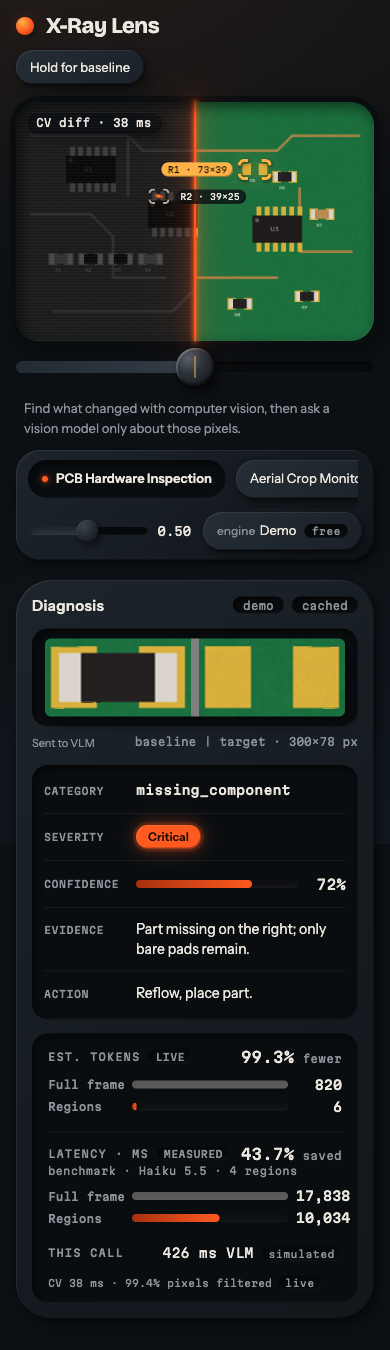 X-Ray Lens
Hold for baseline
CV diff · 38 ms
R1 · 73×39
R2 · 39×25
U3
R6
R7
Find what changed with computer vision, then ask a
vision model only about those pixels.
PCB Hardware Inspection
Aerial Crop Monito
0.50
engine Demo free
Diagnosis
demo cached
Sent to VLM
baseline | target · 300×78 px
CATEGORY missing_component
SEVERITY Critical
CONFIDENCE 72%
EVIDENCE Part missing on the right; only
bare pads remain.
ACTION Reflow, place part.
EST. TOKENS LIVE 99.3% fewer
Full frame 820
Regions 6
LATENCY · MS MEASURED 43.7% saved
benchmark · Haiku 5.5 · 4 regions
Full frame 17,838
Regions 10,034
THIS CALL 426 ms VLM simulated
CV 38 ms · 99.4% pixels filtered live